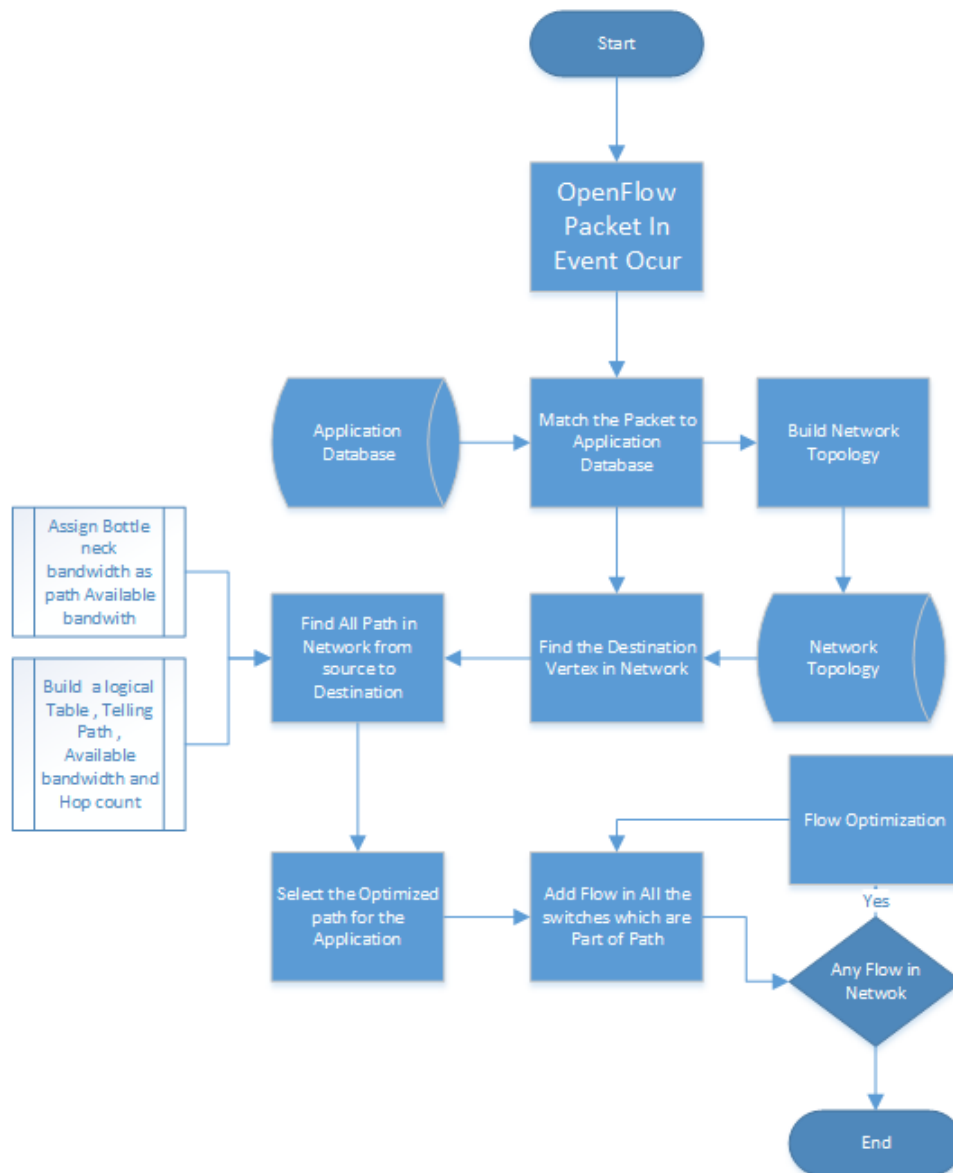 Start
OpenFlow
Packet In
Event Ocur
Application
Database
Match the Packet to
Application
Database
Build Network
Topology
Assign Bottle
neck
bandwidth as
path Available
bandwith
Find All Path in
Network from
source to
Destination
Find the Destination
Vertex in Network
Network
Topology
Build a logical
Table , Telling
Path ,
Available
bandwidth and
Hop count
Flow Optimization
Select the Optimized
path for the
Application
Add Flow in All the
switches which are
Part of Path
Yes
Any Flow in
Netwok
End